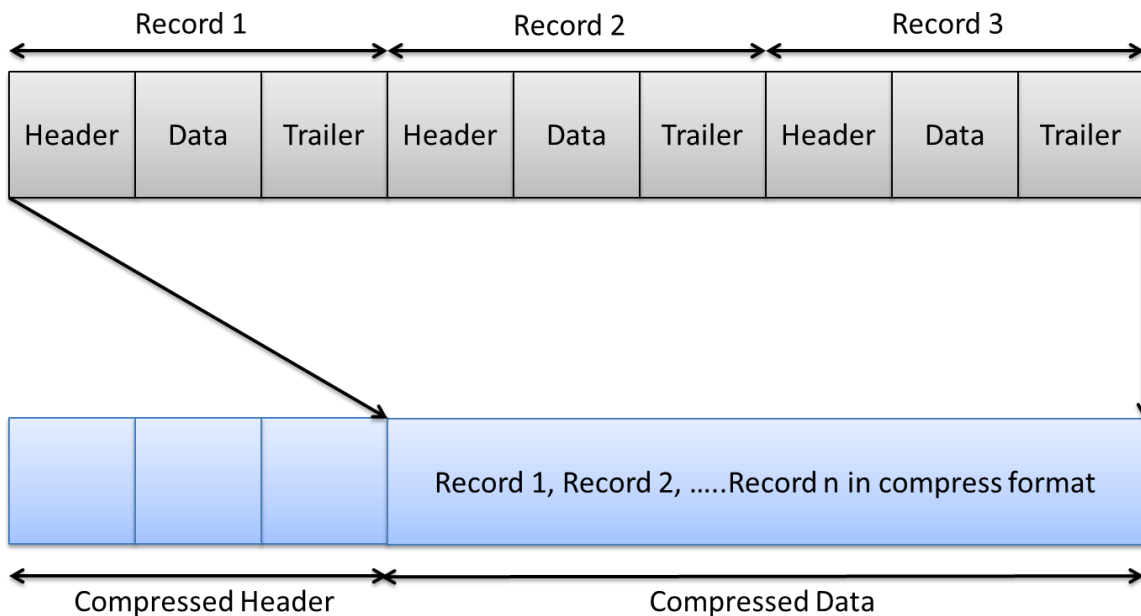 Record 1 Record 2 Record 3
Header Data Trailer Header Data Trailer Header Data Trailer
Record 1, Record 2, .....Record n in compress format
Compressed Header Compressed Data